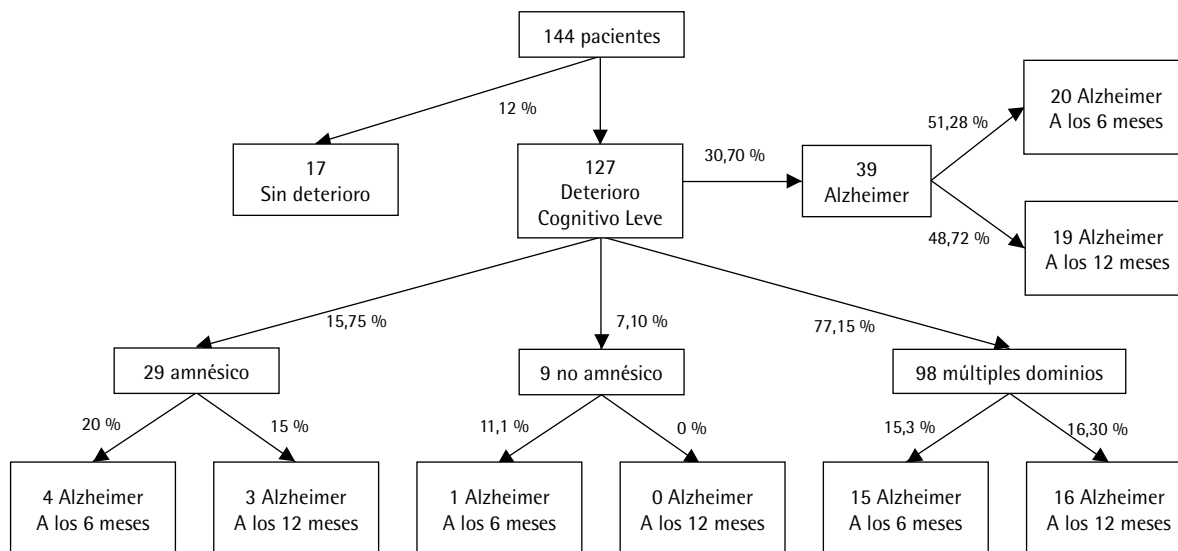 144 pacientes
12 %
17
Sin deterioro
127
Deterioro
Cognitivo Leve
30,70 %
39
Alzheimer
51,28 %
20 Alzheimer
A los 6 meses
48,72 %
19 Alzheimer
A los 12 meses
15,75 %
7,10 %
77,15 %
29 amnésico
9 no amnésico
98 múltiples dominios
20 %
15 %
11,1 %
0 %
15,3 %
16,30 %
4 Alzheimer
A los 6 meses
3 Alzheimer
A los 12 meses
1 Alzheimer
A los 6 meses
0 Alzheimer
A los 12 meses
15 Alzheimer
A los 6 meses
16 Alzheimer
A los 12 meses